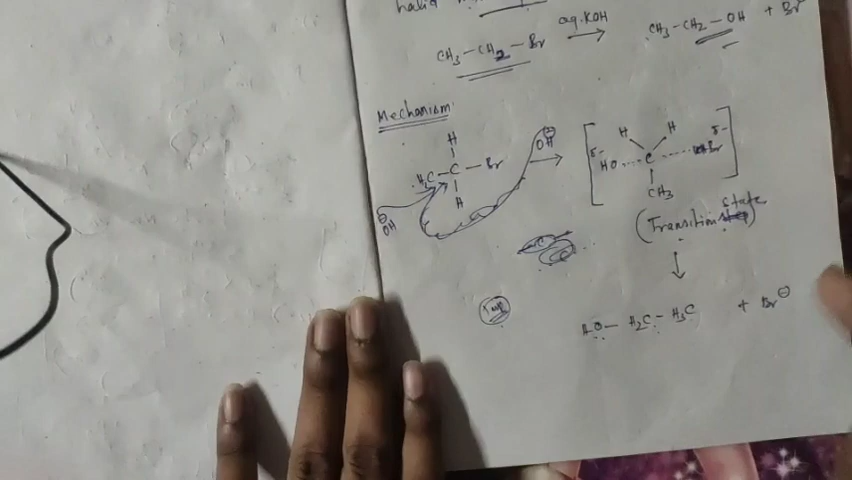 halid
aq.KOH
CH3-CH2-Br → CH3-CH2-OH + Br
Mechanism
H
H3C-C-Br
H
⊖
OH
⊖
OH
→
H H
δ- δ-
HO ····· C ······ Br
CH3
(Transition state)
↓
HO- H2C- H3C + Br⊖